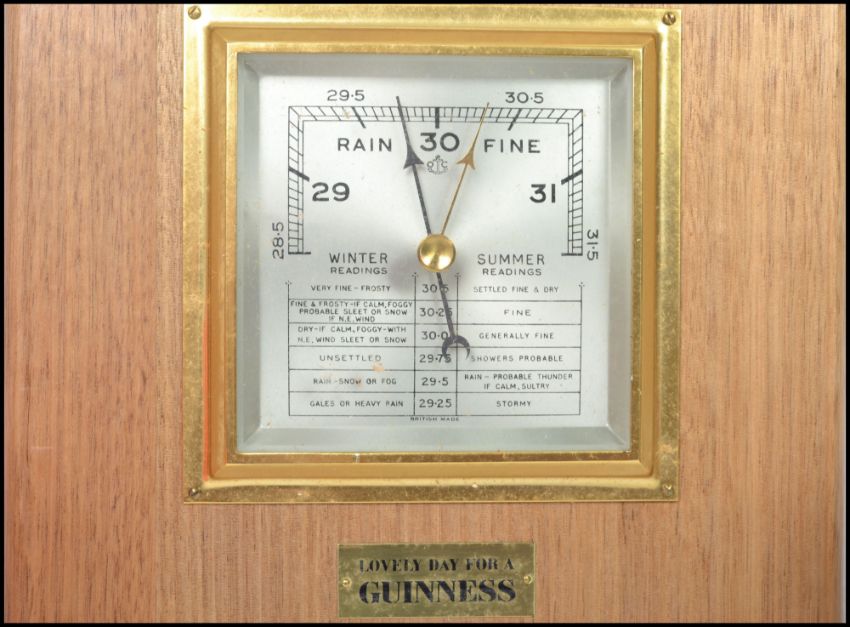 29·5 30·5
RAIN 30 FINE
29 31
28·5 31·5
WINTER READINGS
SUMMER READINGS
VERY FINE – FROSTY 30·5 SETTLED FINE & DRY
FINE & FROSTY-IF CALM, FOGGY
PROBABLE SLEET OR SNOW 30·25 FINE
IF N.E. WIND
DRY-IF CALM, FOGGY-WITH 30·0 GENERALLY FINE
N.E. WIND SLEET OR SNOW
UNSETTLED 29·75 SHOWERS PROBABLE
RAIN-SNOW OR FOG 29·5 RAIN – PROBABLE THUNDER
IF CALM, SULTRY
GALES OR HEAVY RAIN 29·25 STORMY
BRITISH MADE
LOVELY DAY FOR A
GUINNESS